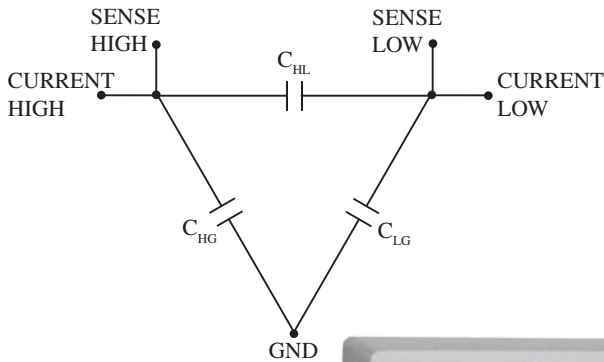 SENSE
HIGH
SENSE
LOW
C_HL
CURRENT
HIGH
CURRENT
LOW
C_HG
C_LG
GND